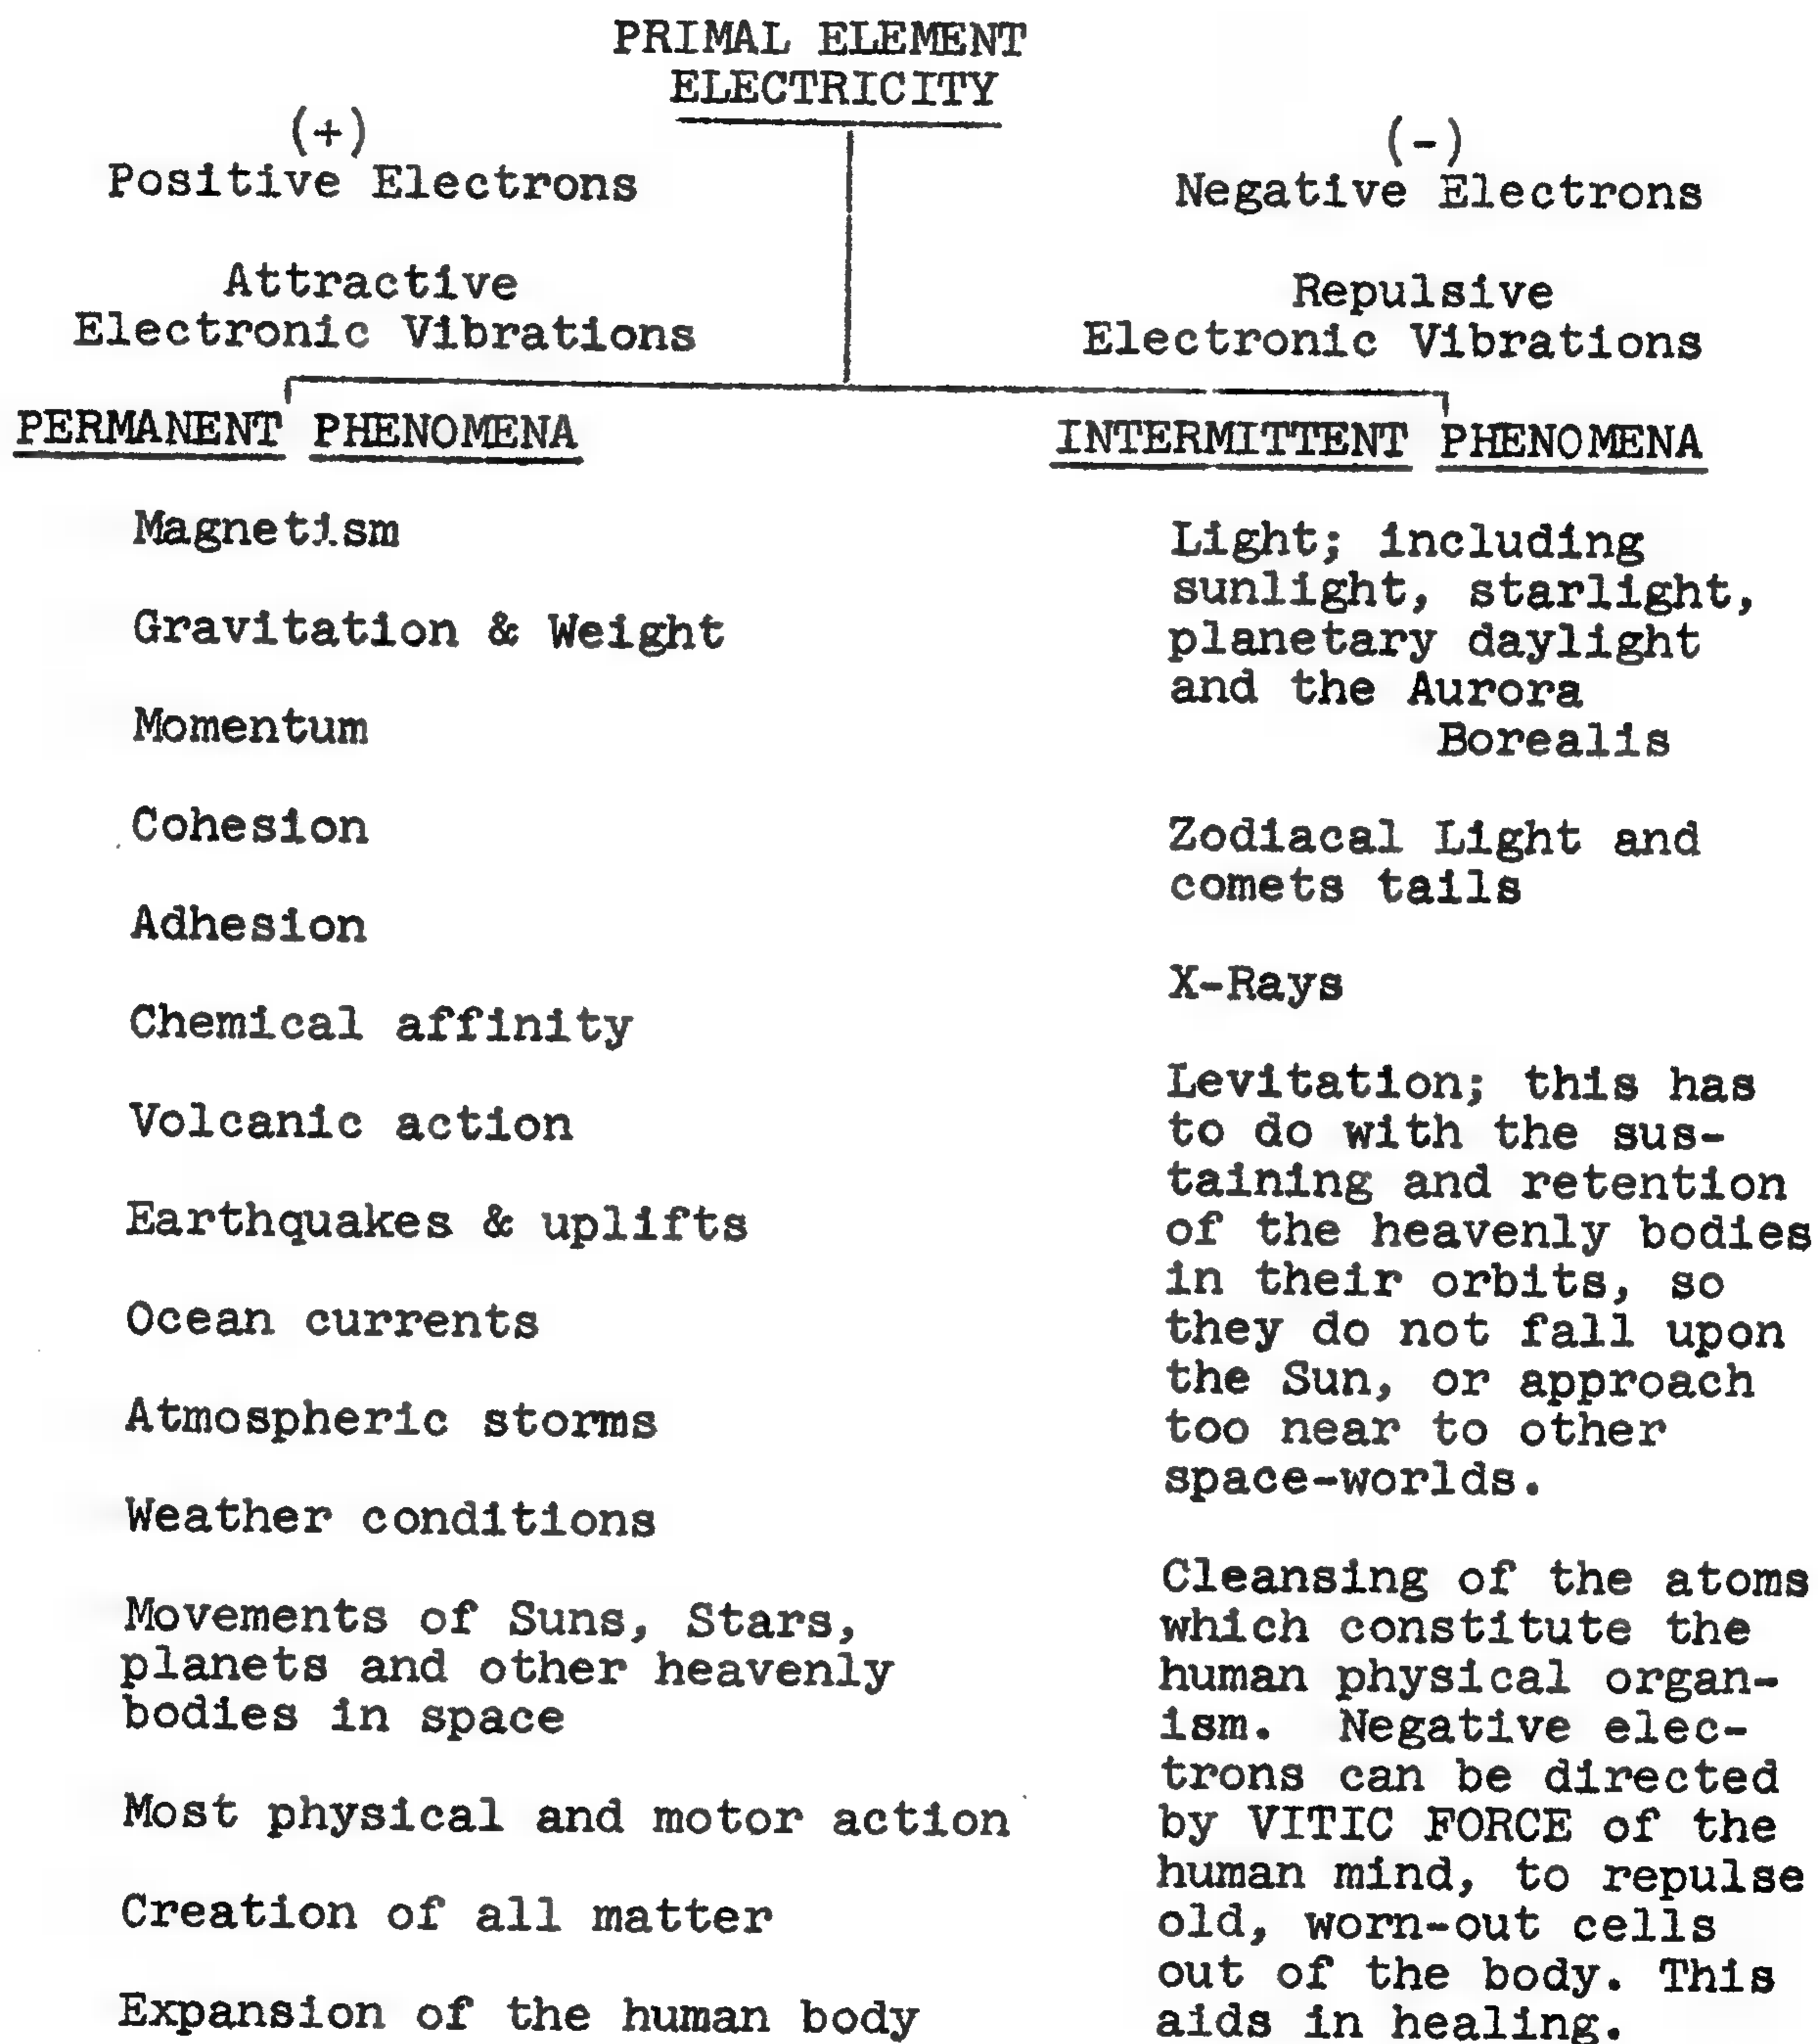 PRIMAL ELEMENT
ELECTRICITY
(+)
Positive Electrons
Attractive
Electronic Vibrations
PERMANENT PHENOMENA
Magnetism
Gravitation & Weight
Momentum
Cohesion
Adhesion
Chemical affinity
Volcanic action
Earthquakes & uplifts
Ocean currents
Atmospheric storms
Weather conditions
Movements of Suns, Stars,
planets and other heavenly
bodies in space
Most physical and motor action
Creation of all matter
Expansion of the human body
(-)
Negative Electrons
Repulsive
Electronic Vibrations
INTERMITTENT PHENOMENA
Light; including
sunlight, starlight,
planetary daylight
and the Aurora
Borealis
Zodiacal Light and
comets tails
X-Rays
Levitation; this has
to do with the sus-
taining and retention
of the heavenly bodies
in their orbits, so
they do not fall upon
the Sun, or approach
too near to other
space-worlds.
Cleansing of the atoms
which constitute the
human physical organ-
ism. Negative elec-
trons can be directed
by VITIC FORCE of the
human mind, to repulse
old, worn-out cells
out of the body. This
aids in healing.